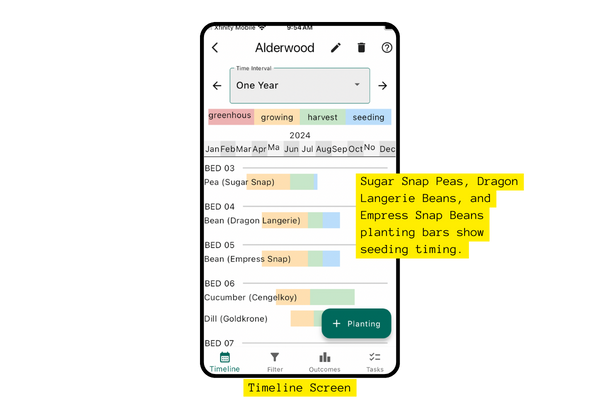 Xfinity Mobile 9:54 AM
Alderwood
Time Interval
One Year
greenhous growing harvest seeding
2024
Jan Feb Mar Apr Ma Jun Jul Aug Sep Oct No Dec
BED 03
Pea (Sugar Snap)
BED 04
Bean (Dragon Langerie)
BED 05
Bean (Empress Snap)
BED 06
Cucumber (Cengelkoy)
Dill (Goldkrone)
+ Planting
BED 07
Timeline Filter Outcomes Tasks
Sugar Snap Peas, Dragon
Langerie Beans, and
Empress Snap Beans
planting bars show
seeding timing.
Timeline Screen